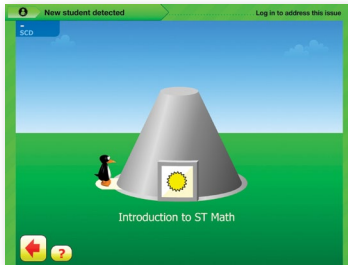 New student detected
Log in to address this issue
SCD
Introduction to ST Math
?